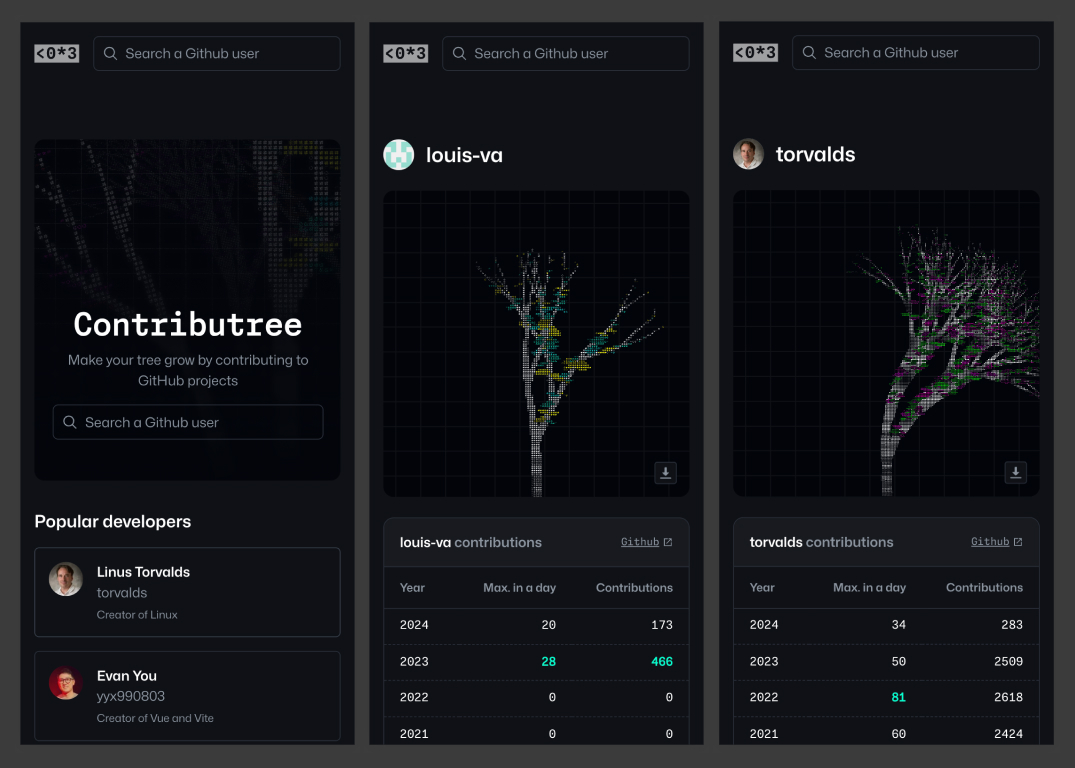 <0*3
Search a Github user
Contributree
Make your tree grow by contributing to
GitHub projects
Search a Github user
Popular developers
Linus Torvalds
torvalds
Creator of Linux
Evan You
yyx990803
Creator of Vue and Vite
<0*3
Search a Github user
louis-va
louis-va contributions
Github
Year Max. in a day Contributions
2024 20 173
2023 28 466
2022 0 0
2021 0 0
<0*3
Search a Github user
torvalds
torvalds contributions
Github
Year Max. in a day Contributions
2024 34 283
2023 50 2509
2022 81 2618
2021 60 2424